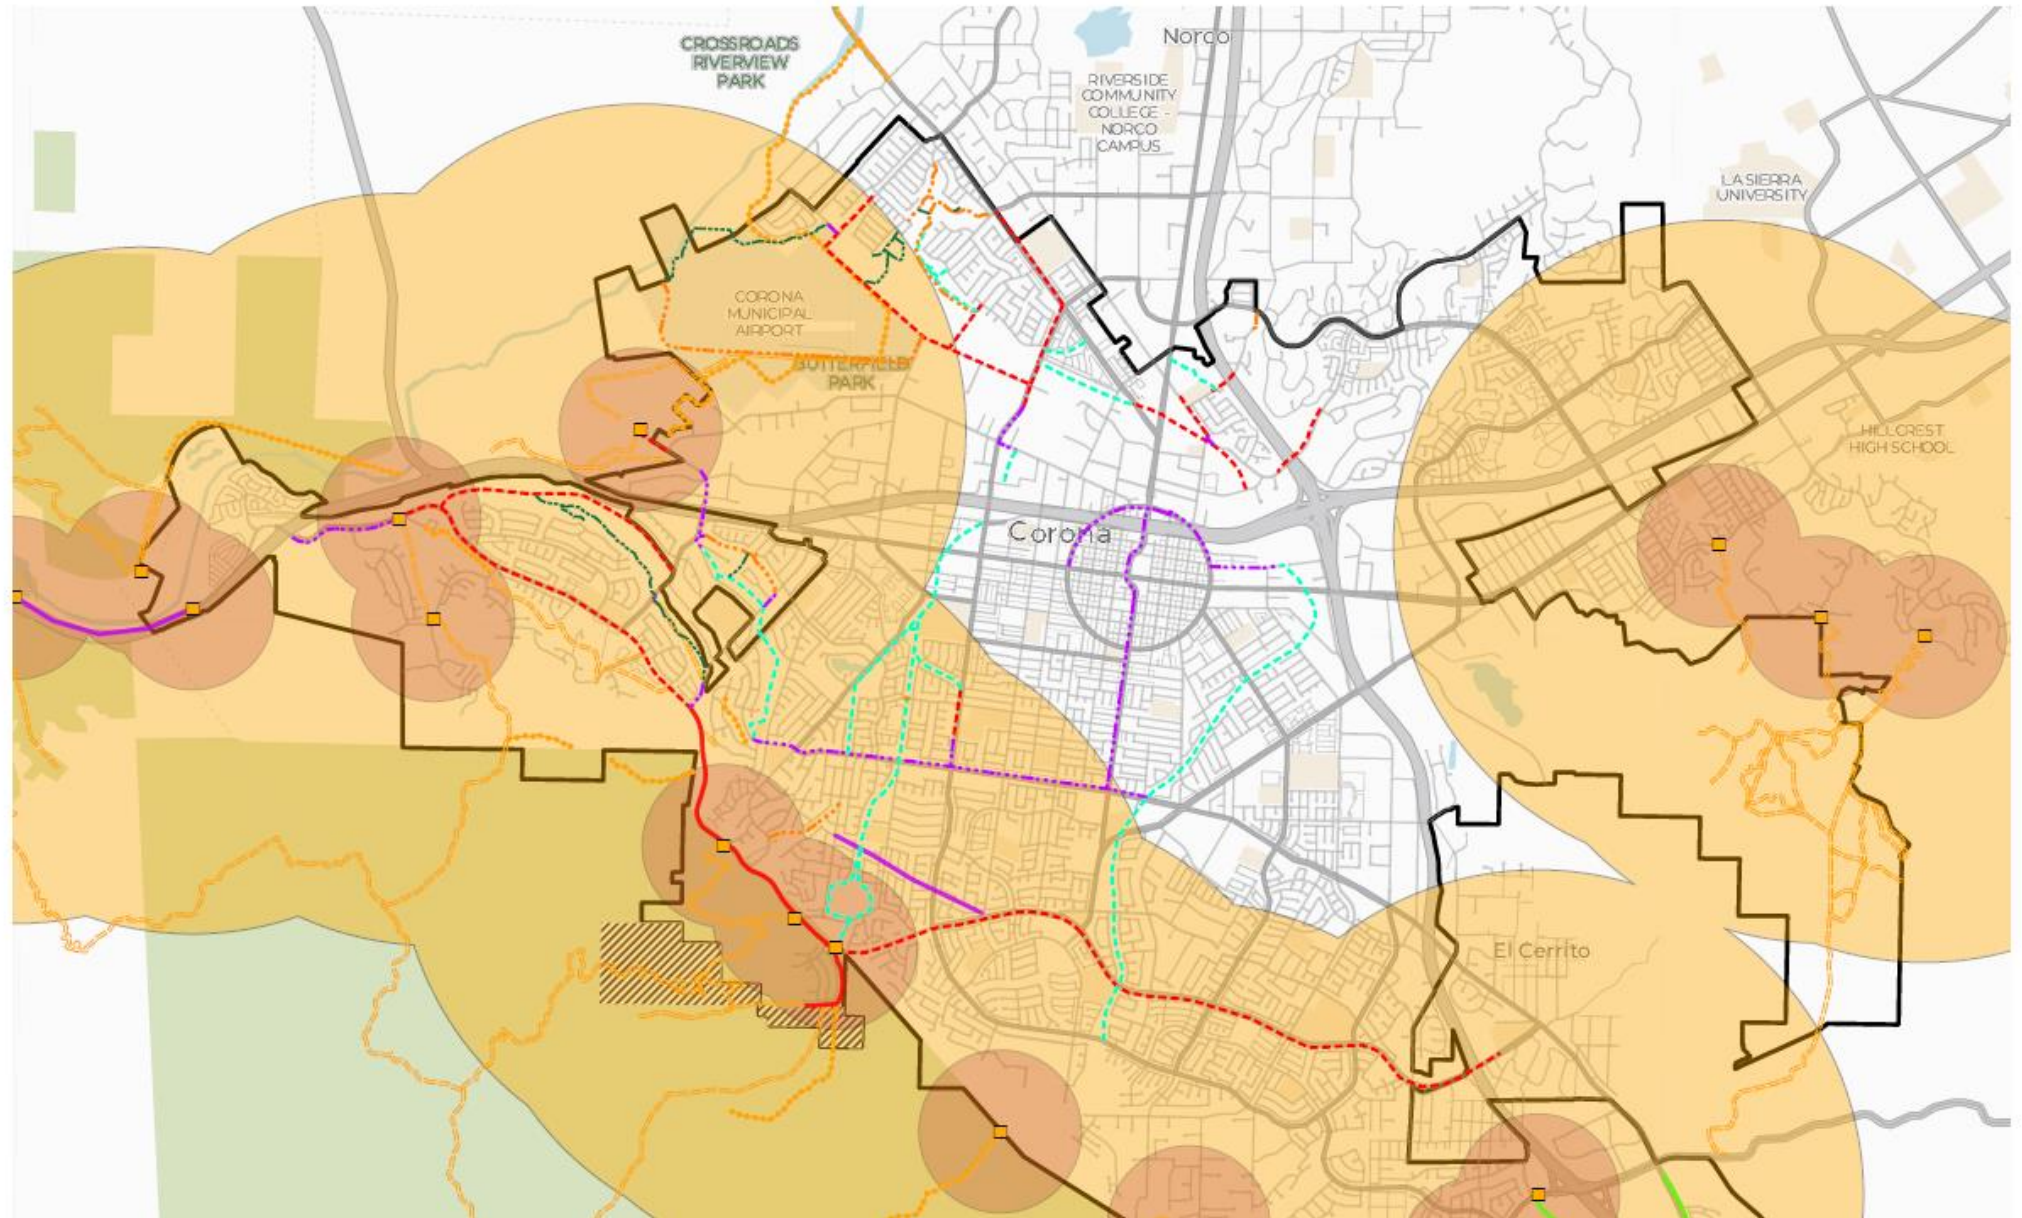 CROSSROADS
RIVERVIEW
PARK
Norco
RIVERSIDE
COMMUNITY
COLLEGE -
NORCO
CAMPUS
LA SIERRA
UNIVERSITY
CORONA
MUNICIPAL
AIRPORT
BUTTERFIELD
PARK
HILLCREST
HIGH SCHOOL
Corona
El Cerrito